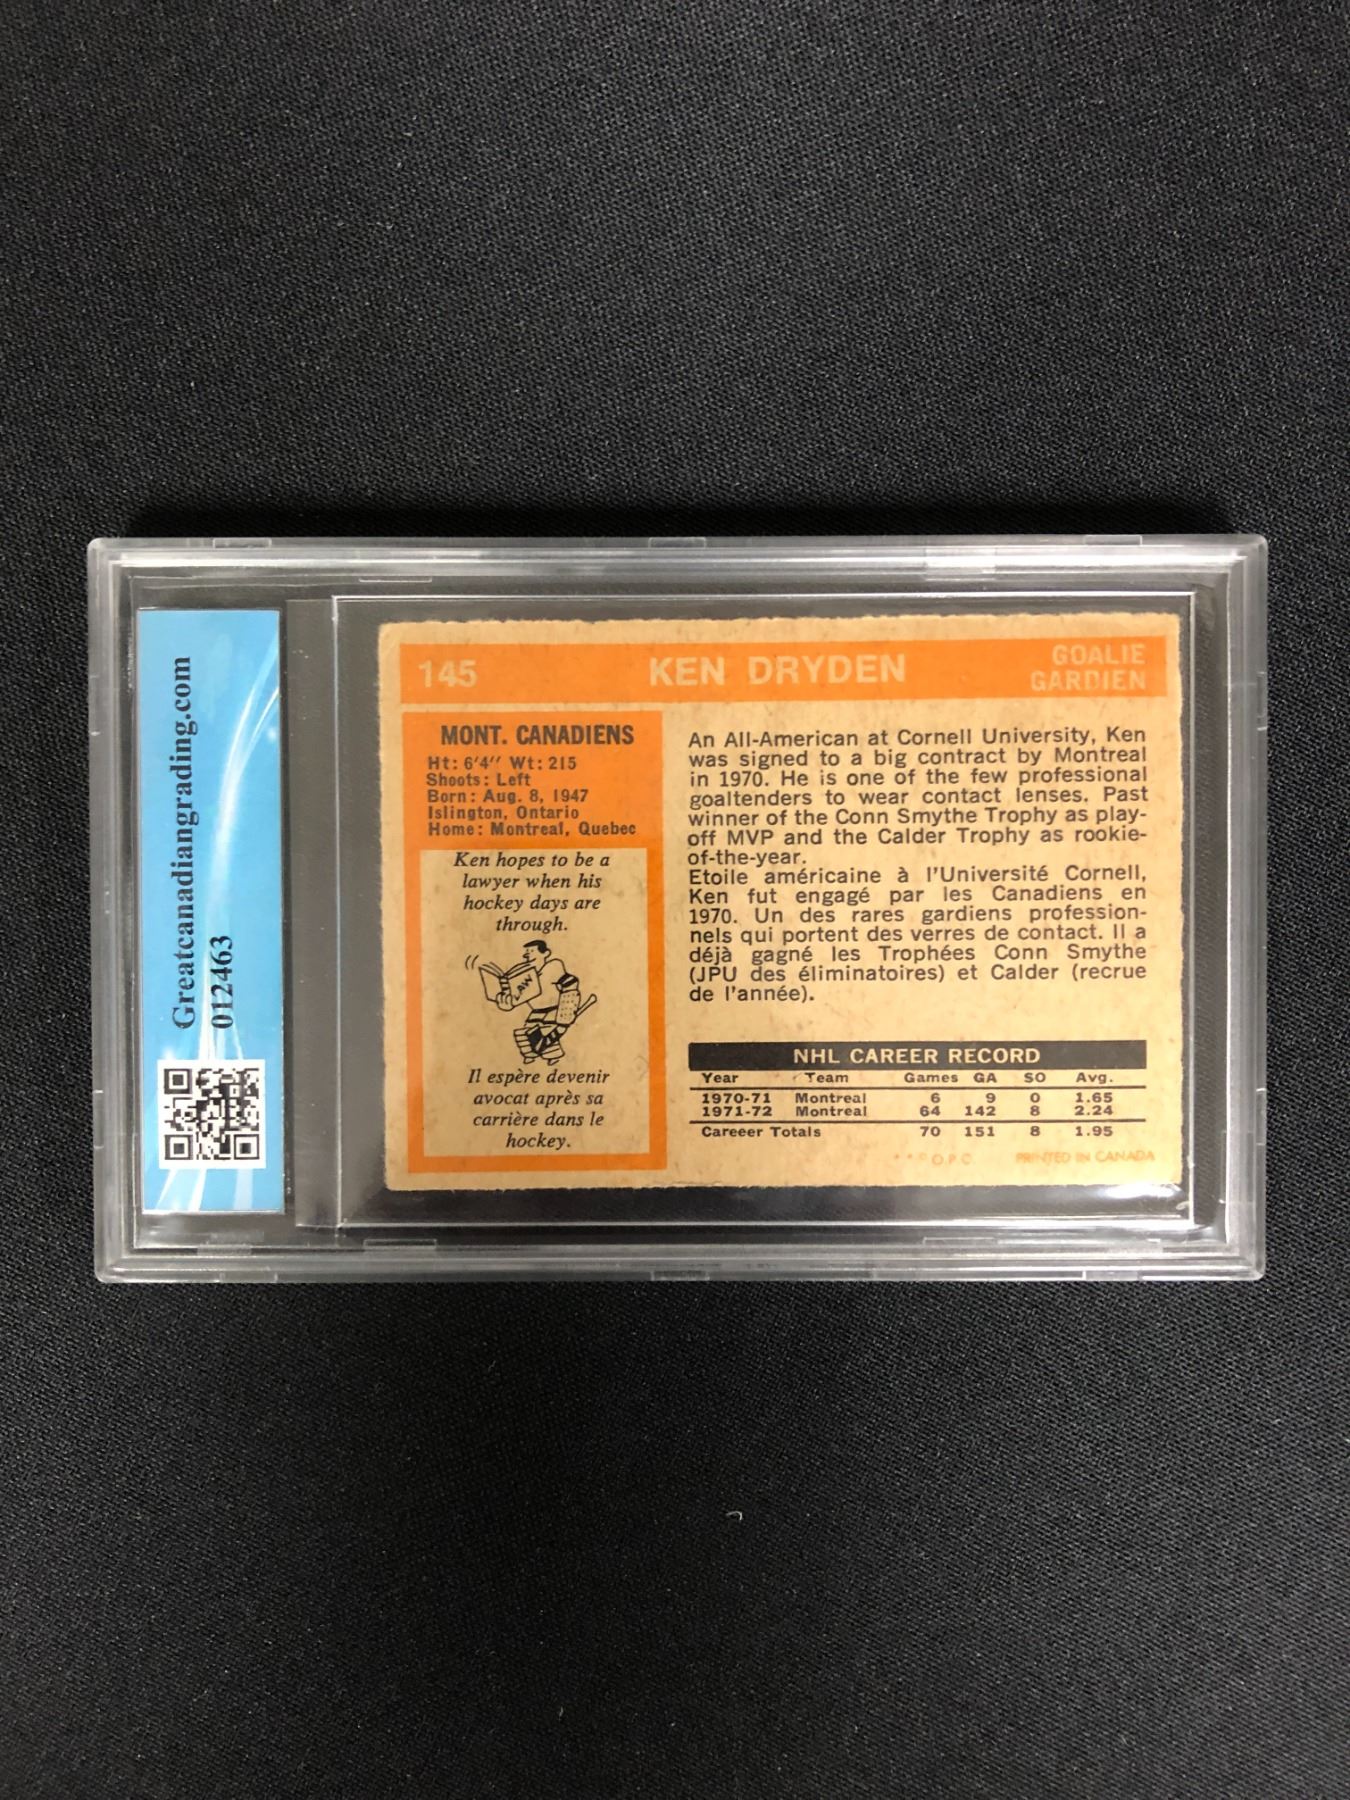 Greatcanadiangrading.com
012463
145
KEN DRYDEN
GOALIE
GARDIEN
MONT. CANADIENS
Ht: 6'4'' Wt: 215
Shoots: Left
Born: Aug. 8, 1947
Islington, Ontario
Home: Montreal, Quebec
Ken hopes to be a
lawyer when his
hockey days are
through.
LAW
Il espère devenir
avocat après sa
carrière dans le
hockey.
An All-American at Cornell University, Ken
was signed to a big contract by Montreal
in 1970. He is one of the few professional
goaltenders to wear contact lenses. Past
winner of the Conn Smythe Trophy as play-
off MVP and the Calder Trophy as rookie-
of-the-year.
Etoile américaine à l'Université Cornell,
Ken fut engagé par les Canadiens en
1970. Un des rares gardiens profession-
nels qui portent des verres de contact. Il a
déjà gagné les Trophées Conn Smythe
(JPU des éliminatoires) et Calder (recrue
de l'année).
NHL CAREER RECORD
Year Team Games GA SO Avg.
1970-71 Montreal 6 9 0 1.65
1971-72 Montreal 64 142 8 2.24
Careeer Totals 70 151 8 1.95
O.P.C. PRINTED IN CANADA